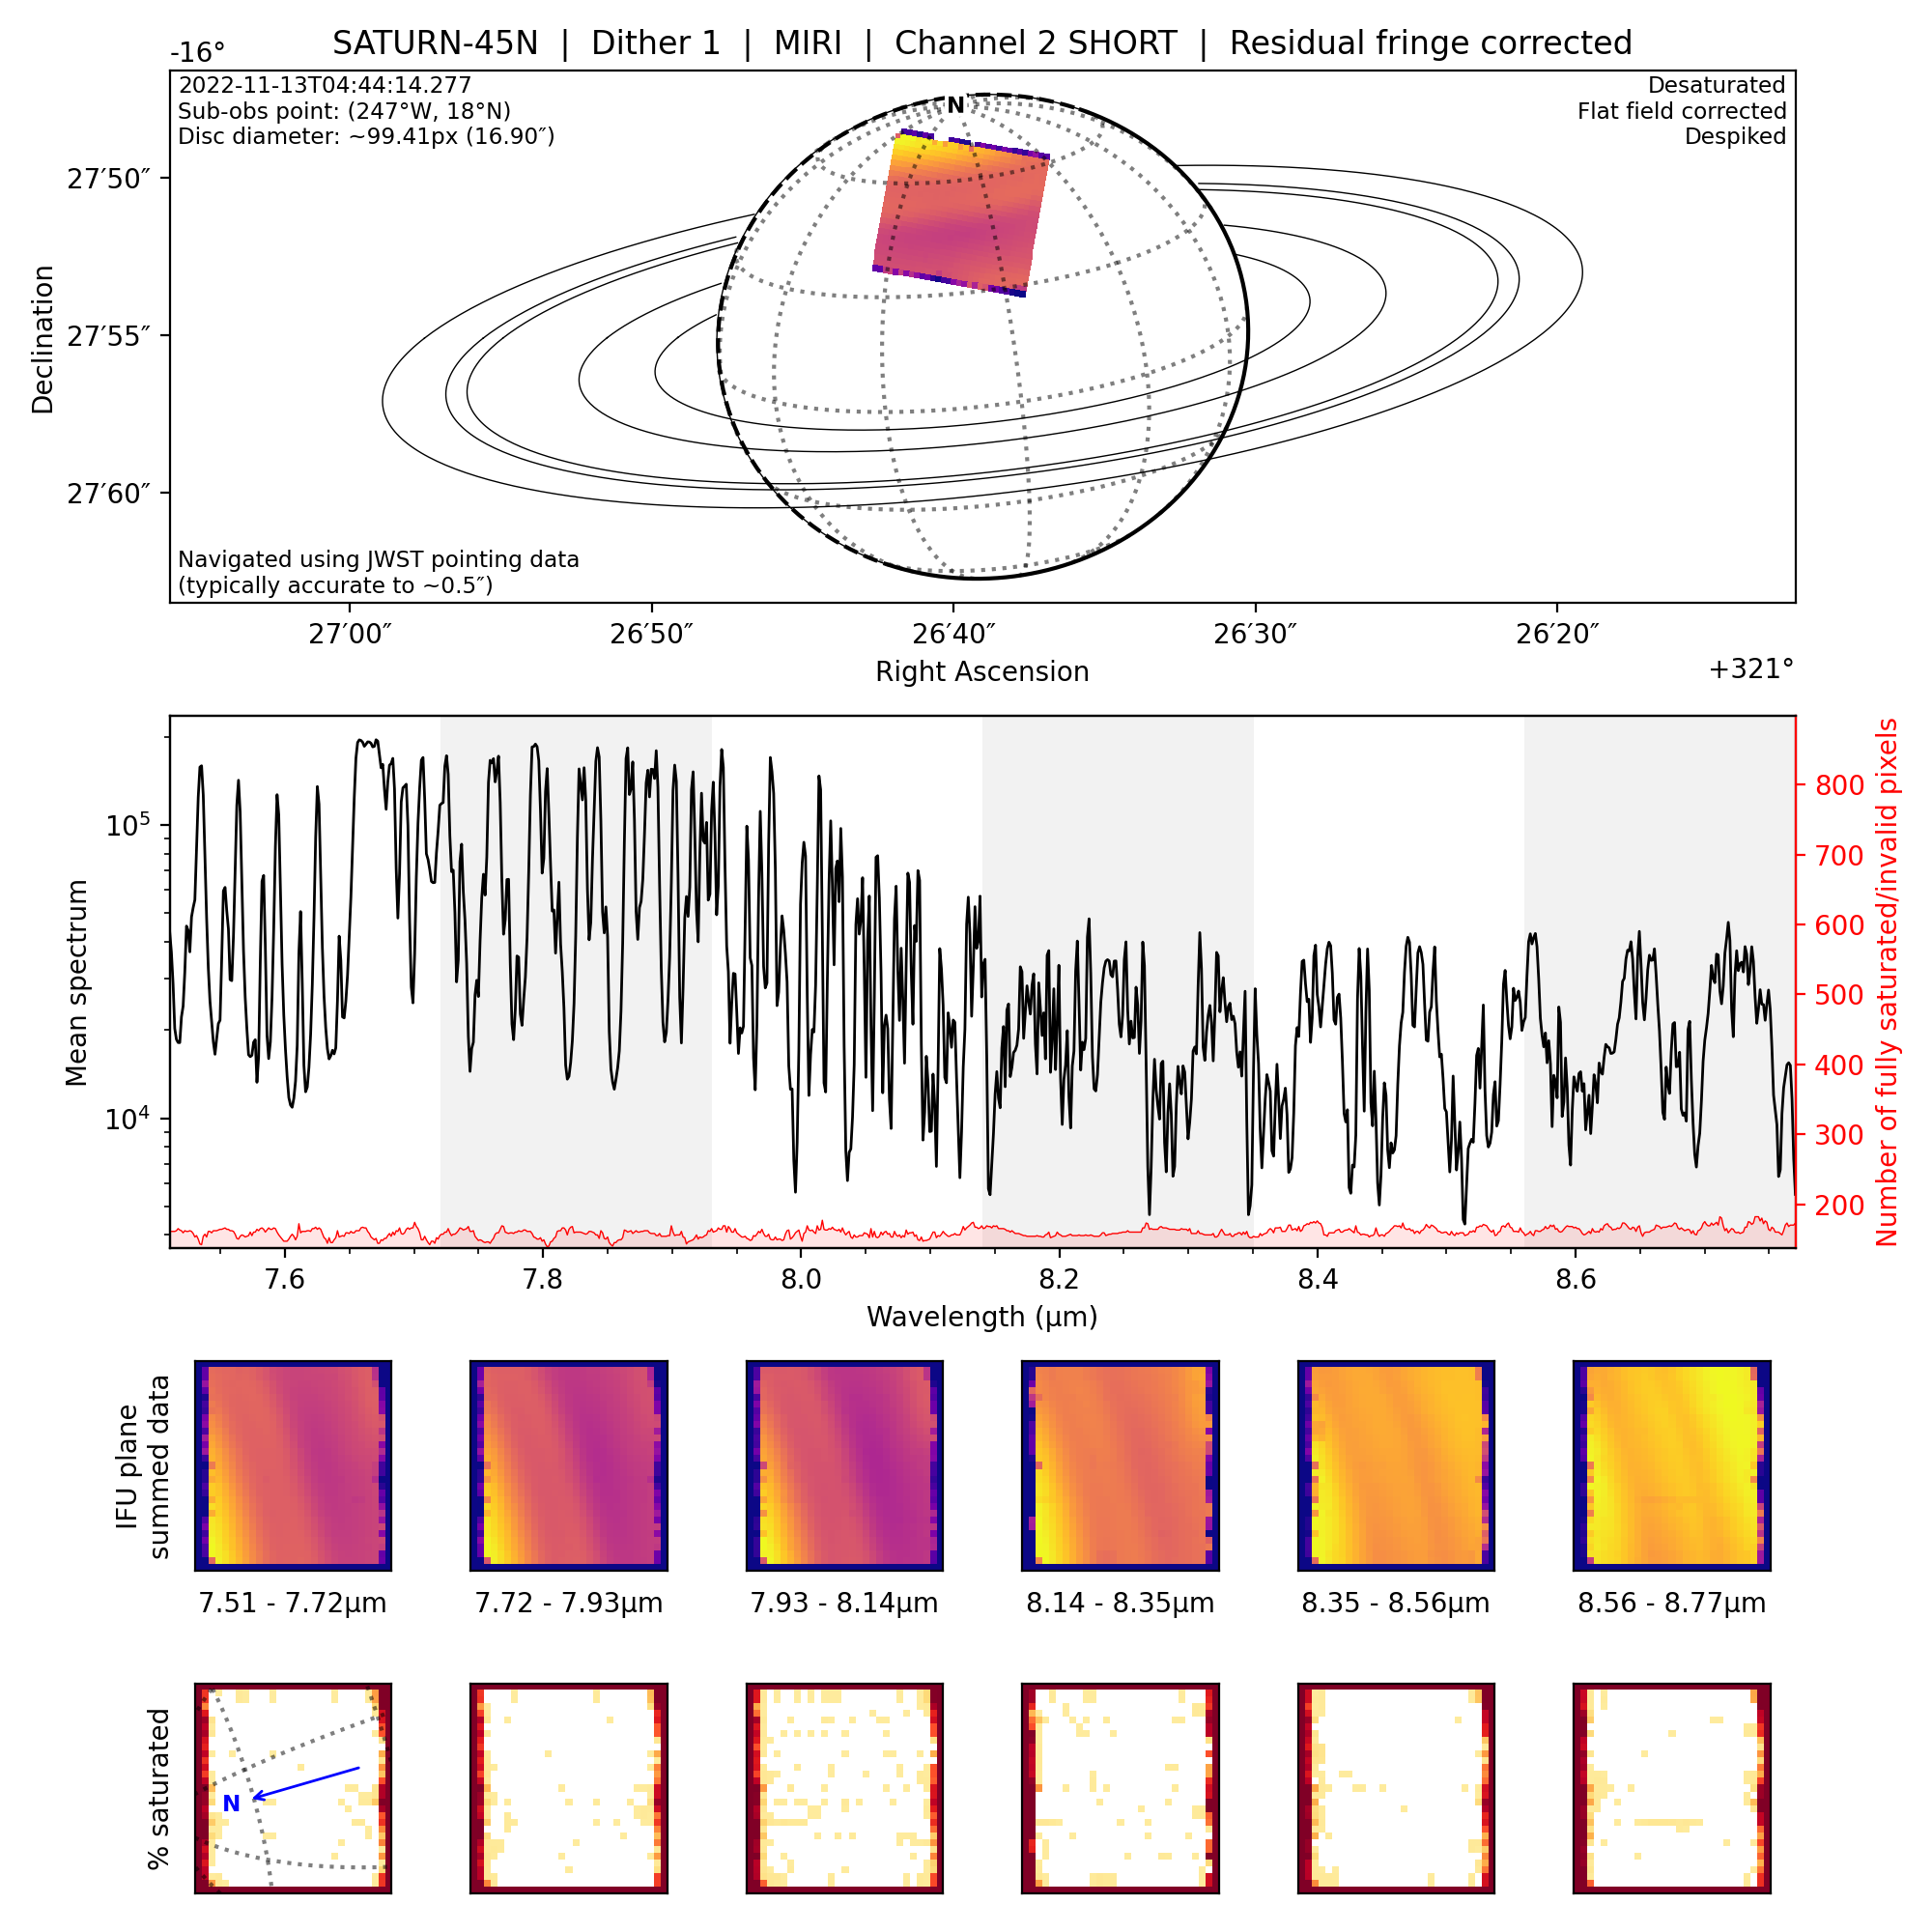 SATURN-45N | Dither 1 | MIRI | Channel 2 SHORT | Residual fringe corrected
-16°
2022-11-13T04:44:14.277
Sub-obs point: (247°W, 18°N)
Disc diameter: ~99.41px (16.90″)
Desaturated
Flat field corrected
Despiked
N
27′50″
27′55″
27′60″
Declination
Navigated using JWST pointing data
(typically accurate to ~0.5″)
27′00″
26′50″
26′40″
26′30″
26′20″
Right Ascension
+321°
Mean spectrum
10⁵
10⁴
800
700
600
500
400
300
200
Number of fully saturated/invalid pixels
7.6
7.8
8.0
8.2
8.4
8.6
Wavelength (µm)
IFU plane
summed data
7.51 - 7.72µm
7.72 - 7.93µm
7.93 - 8.14µm
8.14 - 8.35µm
8.35 - 8.56µm
8.56 - 8.77µm
% saturated
N